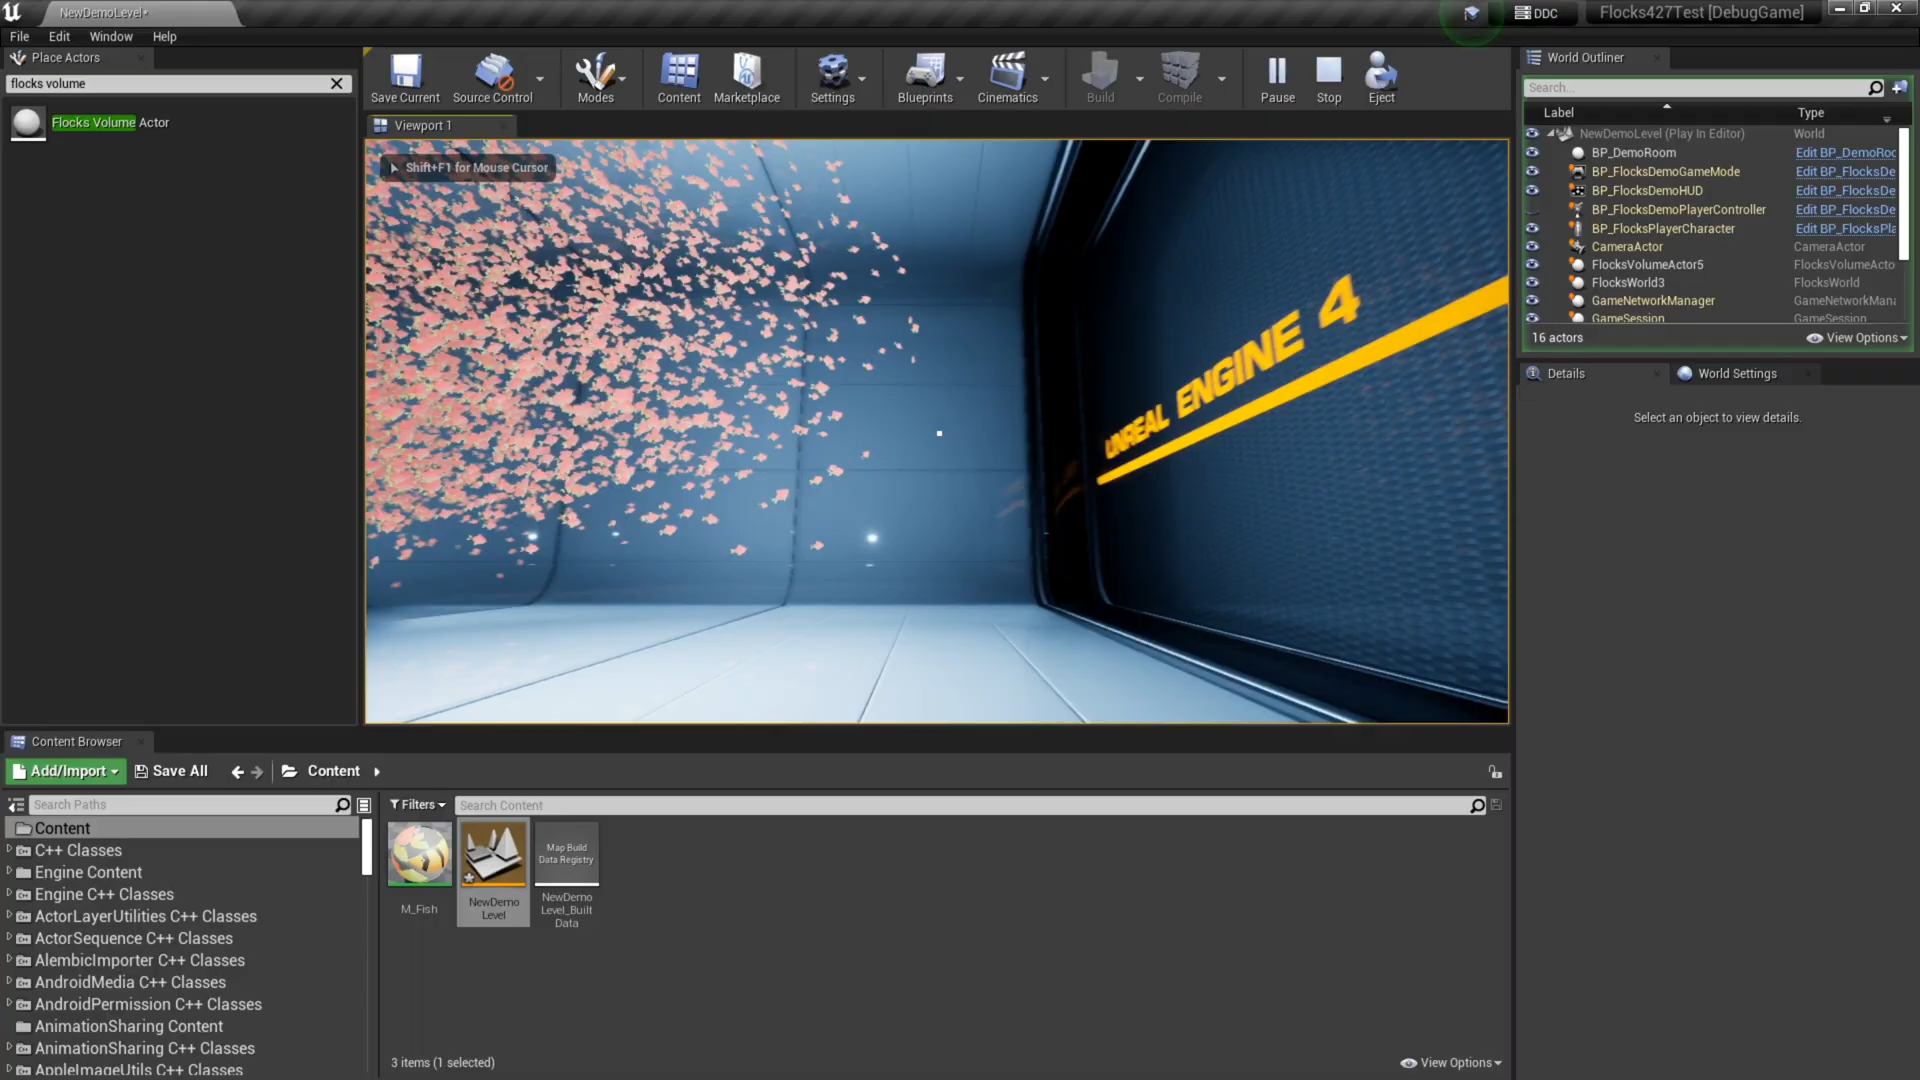 NewDemoLevel•
DDC
Flocks427Test [DebugGame]
File Edit Window Help
Place Actors
flocks volume
Flocks Volume Actor
Save Current
Source Control
Modes
Content
Marketplace
Settings
Blueprints
Cinematics
Build
Compile
Pause
Stop
Eject
Viewport 1
Shift+F1 for Mouse Cursor
UNREAL ENGINE 4
World Outliner
Search...
Label Type
NewDemoLevel (Play In Editor) World
BP_DemoRoom Edit BP_DemoRoo
BP_FlocksDemoGameMode Edit BP_FlocksDe
BP_FlocksDemoHUD Edit BP_FlocksDe
BP_FlocksDemoPlayerController Edit BP_FlocksDe
BP_FlocksPlayerCharacter Edit BP_FlocksPla
CameraActor CameraActor
FlocksVolumeActor5 FlocksVolumeActo
FlocksWorld3 FlocksWorld
GameNetworkManager GameNetworkMana
GameSession GameSession
16 actors
View Options
Details
World Settings
Select an object to view details.
Content Browser
Add/Import
Save All
Content
Search Paths
Content
C++ Classes
Engine Content
Engine C++ Classes
ActorLayerUtilities C++ Classes
ActorSequence C++ Classes
AlembicImporter C++ Classes
AndroidMedia C++ Classes
AndroidPermission C++ Classes
AnimationSharing Content
AnimationSharing C++ Classes
AppleImageUtils C++ Classes
Filters
Search Content
Map Build
Data Registry
M_Fish
NewDemo
Level
NewDemo
Level_Built
Data
3 items (1 selected)
View Options